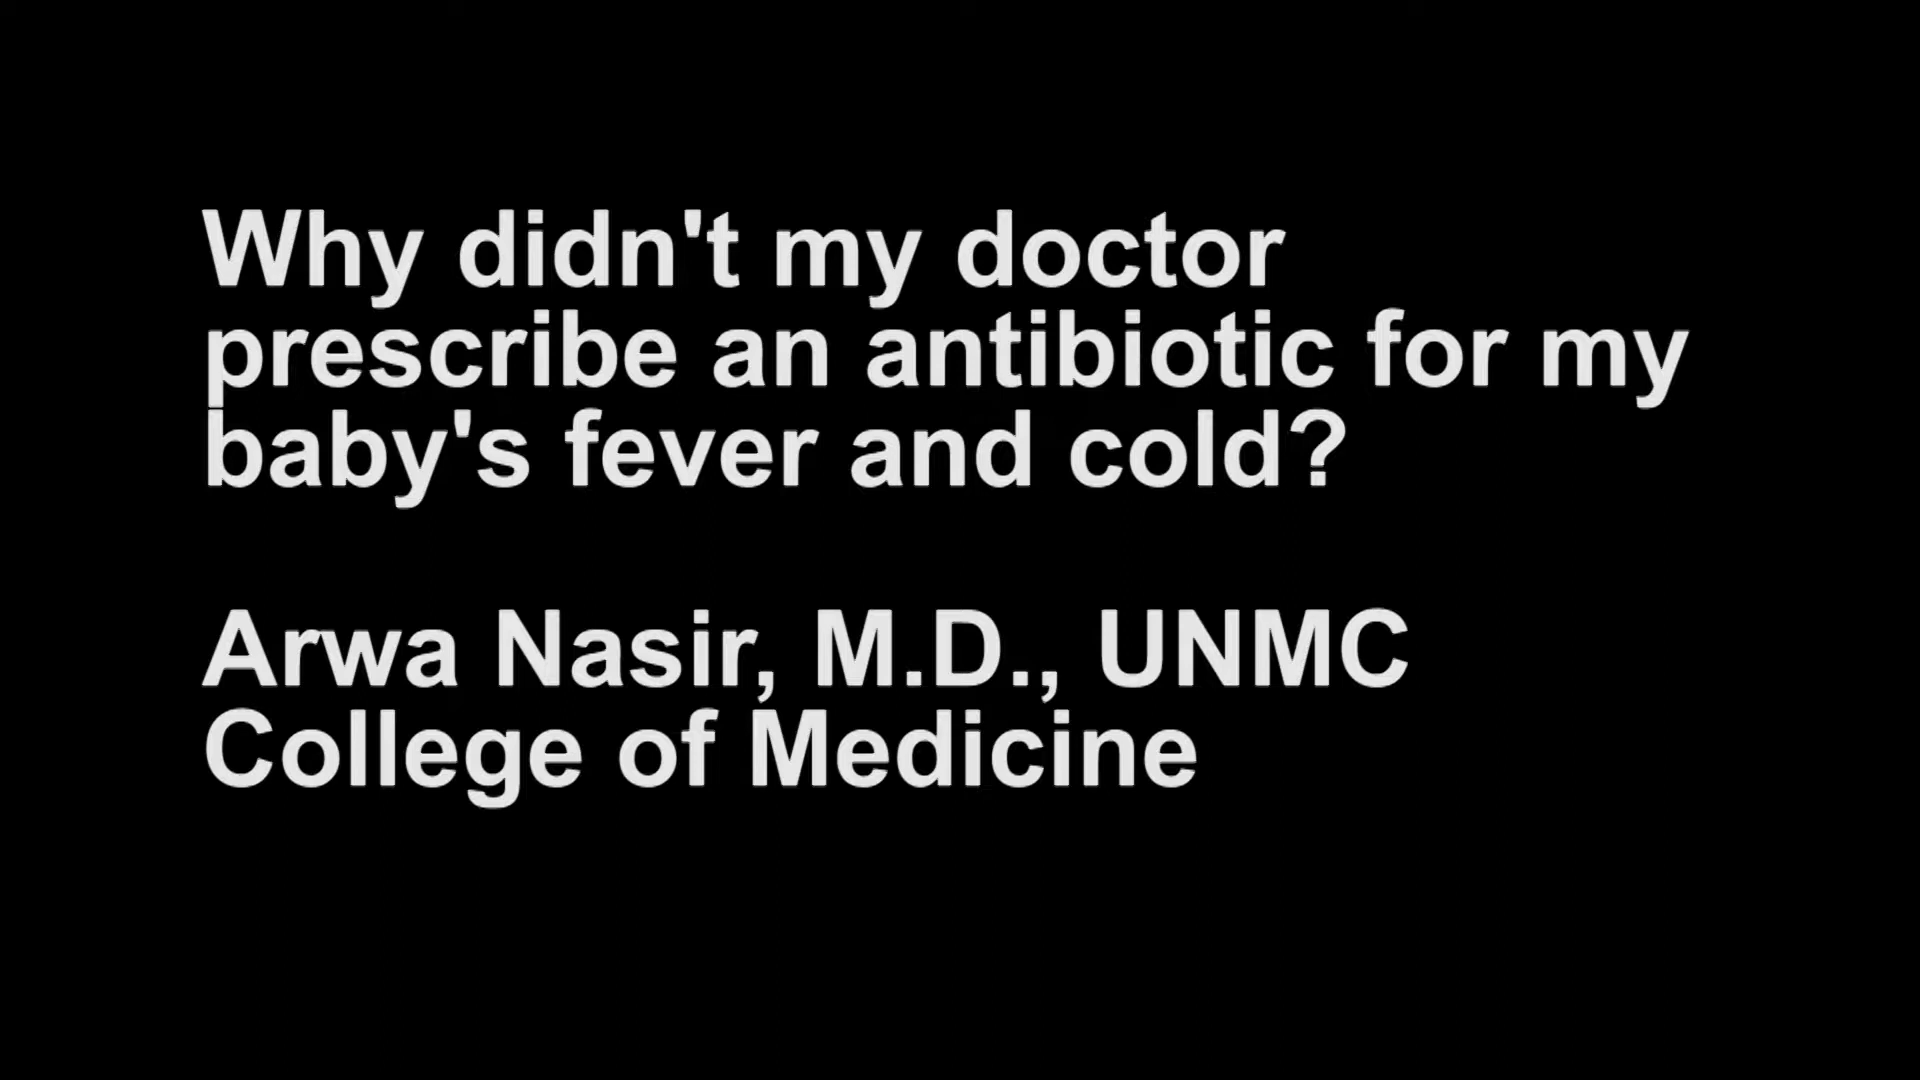 Why didn't my doctor
prescribe an antibiotic for my
baby's fever and cold?
Arwa Nasir, M.D., UNMC
College of Medicine